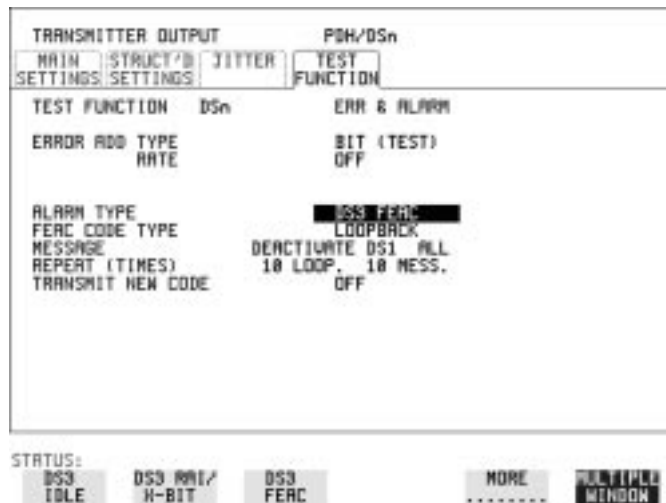 TRANSMITTER OUTPUT PDH/DSn
MAIN SETTINGS STRUCT'D SETTINGS JITTER TEST FUNCTION
TEST FUNCTION DSn ERR & ALARM
ERROR ADD TYPE BIT (TEST)
RATE OFF
ALARM TYPE DS3 FEAC
FEAC CODE TYPE LOOPBACK
MESSAGE DEACTIVATE DS1 ALL
REPEAT (TIMES) 10 LOOP. 10 MESS.
TRANSMIT NEW CODE OFF
STATUS:
DS3 IDLE DS3 RAI/ X-BIT DS3 FEAC MORE ........ MULTIPLE WINDOW